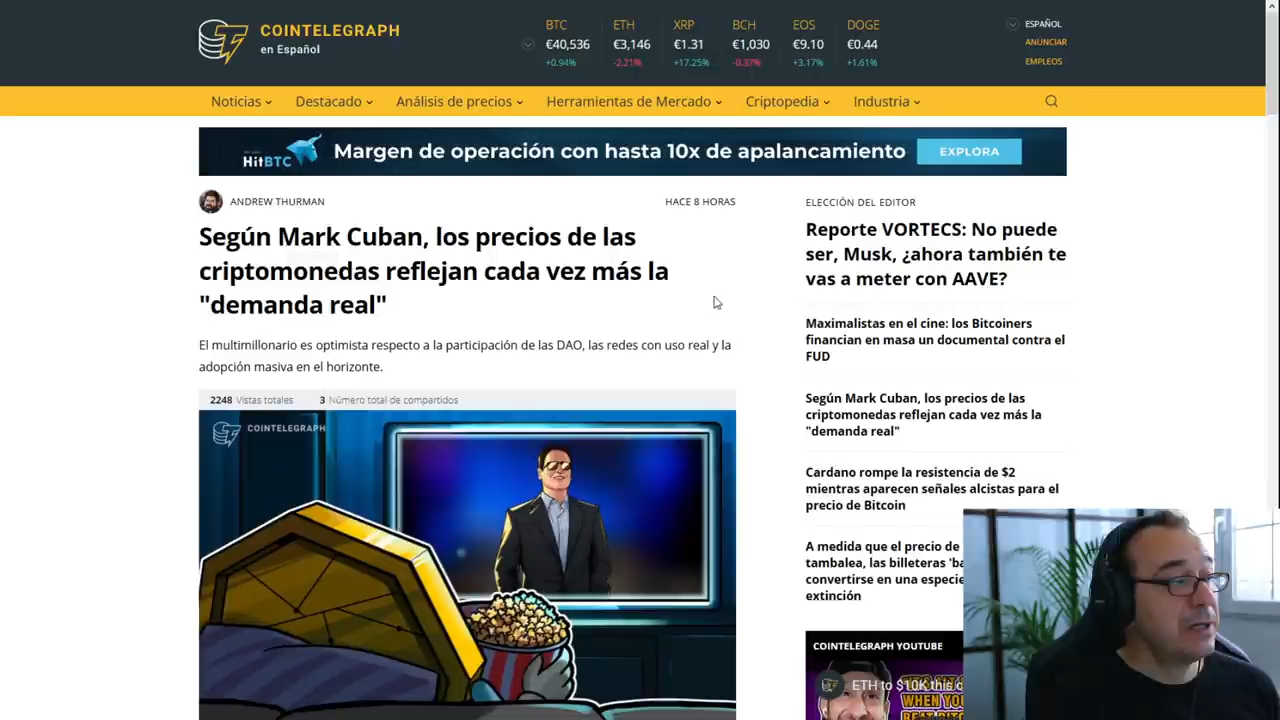 COINTELEGRAPH
en Español
BTC ETH XRP BCH EOS DOGE
€40,536 €3,146 €1.31 €1,030 €9.10 €0.44
+0.94% -2.21% +17.25% -0.37% +3.17% +1.61%
ESPAÑOL
ANUNCIAR
EMPLEOS
Noticias Destacado Análisis de precios Herramientas de Mercado Criptopedia Industria
HitBTC Margen de operación con hasta 10x de apalancamiento EXPLORA
ANDREW THURMAN HACE 8 HORAS
Según Mark Cuban, los precios de las
criptomonedas reflejan cada vez más la
"demanda real"
El multimillonario es optimista respecto a la participación de las DAO, las redes con uso real y la
adopción masiva en el horizonte.
2248 Vistas totales 3 Número total de compartidos
COINTELEGRAPH
ELECCIÓN DEL EDITOR
Reporte VORTECS: No puede
ser, Musk, ¿ahora también te
vas a meter con AAVE?
Maximalistas en el cine: los Bitcoiners
financian en masa un documental contra el
FUD
Según Mark Cuban, los precios de las
criptomonedas reflejan cada vez más la
"demanda real"
Cardano rompe la resistencia de $2
mientras aparecen señales alcistas para el
precio de Bitcoin
A medida que el precio de
tambalea, las billeteras 'ba
convertirse en una especie
extinción
COINTELEGRAPH YOUTUBE
ETH to $10K this c
WHEN YOU
BEAT BIT